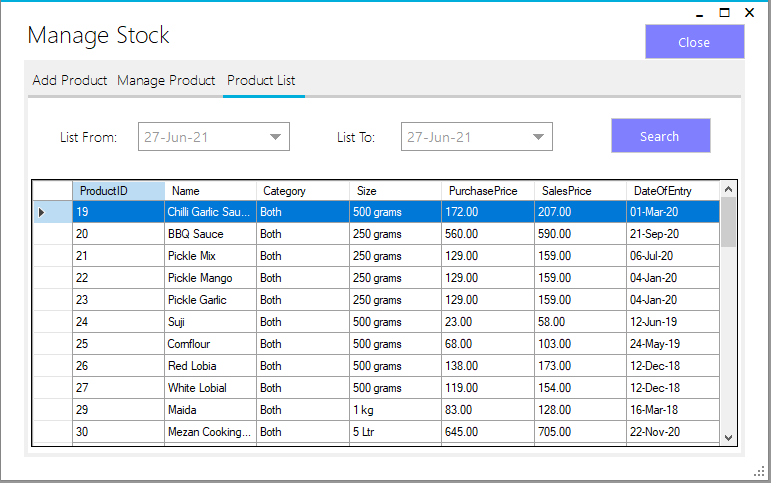 Manage Stock
Close
Add Product Manage Product Product List
List From: 27-Jun-21 List To: 27-Jun-21 Search
ProductID Name Category Size PurchasePrice SalesPrice DateOfEntry
19 Chilli Garlic Sau... Both 500 grams 172.00 207.00 01-Mar-20
20 BBQ Sauce Both 250 grams 560.00 590.00 21-Sep-20
21 Pickle Mix Both 250 grams 129.00 159.00 06-Jul-20
22 Pickle Mango Both 250 grams 129.00 159.00 04-Jan-20
23 Pickle Garlic Both 250 grams 129.00 159.00 04-Jan-20
24 Suji Both 500 grams 23.00 58.00 12-Jun-19
25 Cornflour Both 500 grams 68.00 103.00 24-May-19
26 Red Lobia Both 500 grams 138.00 173.00 12-Dec-18
27 White Lobial Both 500 grams 119.00 154.00 12-Dec-18
29 Maida Both 1 kg 83.00 128.00 16-Mar-18
30 Mezan Cooking... Both 5 Ltr 645.00 705.00 22-Nov-20